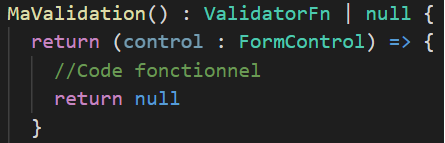 MaValidation() : ValidatorFn | null {
return (control : FormControl) => {
//Code fonctionnel
return null
}